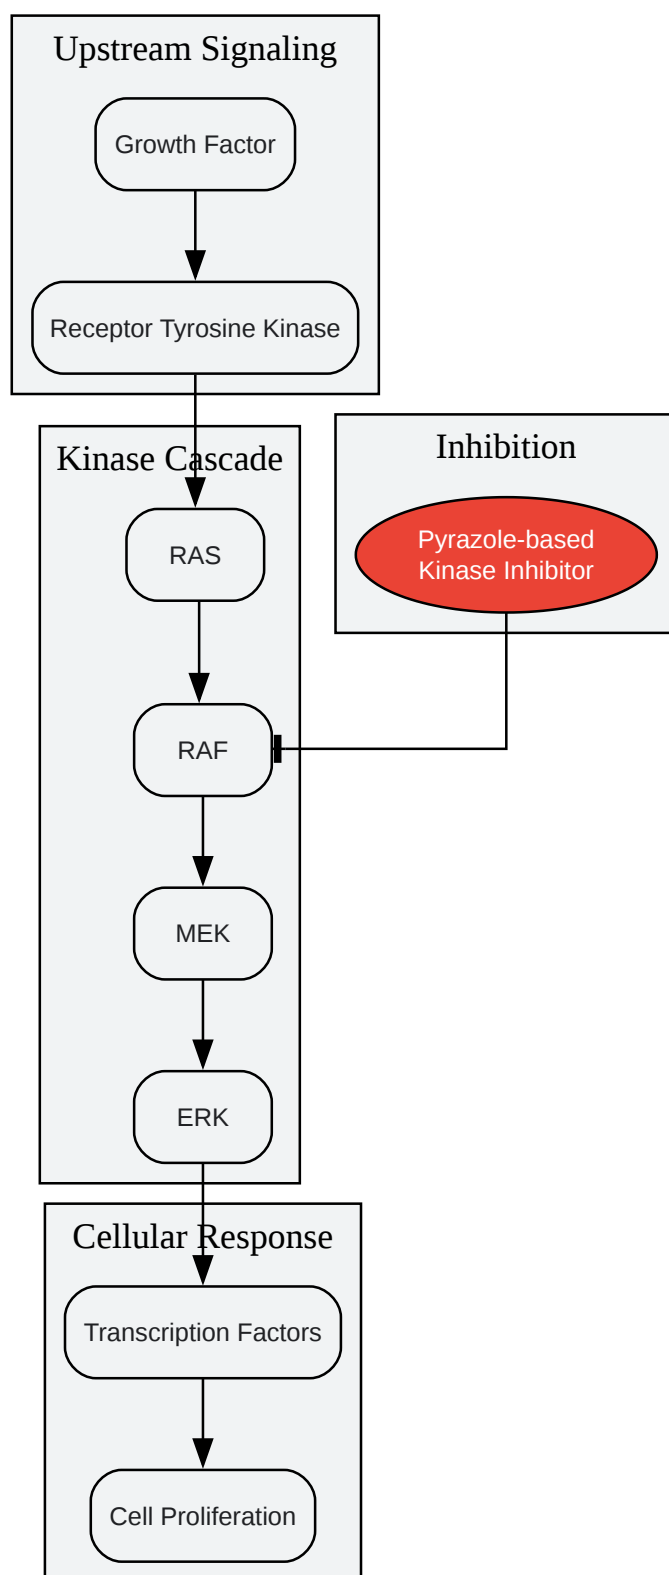 Upstream Signaling
Growth Factor
Receptor Tyrosine Kinase
Kinase Cascade
Inhibition
RAS
Pyrazole-based
Kinase Inhibitor
RAF
MEK
ERK
Cellular Response
Transcription Factors
Cell Proliferation